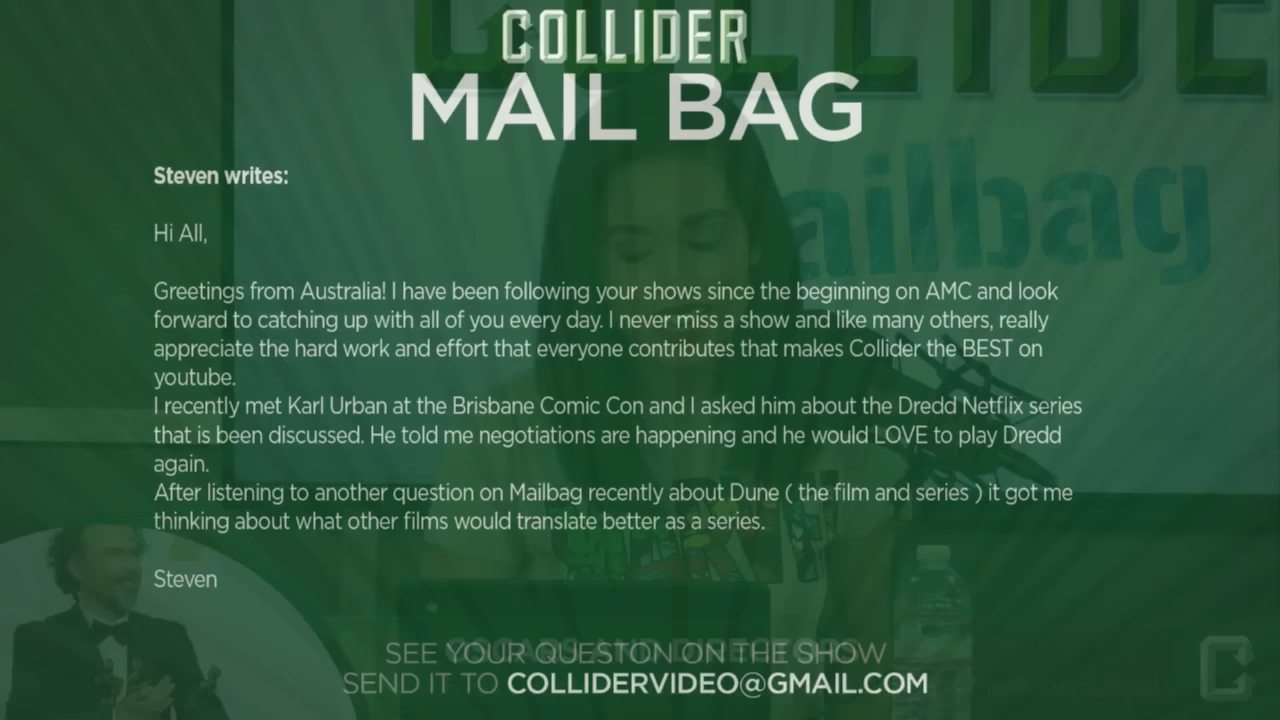 COLLIDER
MAIL BAG
Steven writes:
Hi All,
Greetings from Australia! I have been following your shows since the beginning on AMC and look
forward to catching up with all of you every day. I never miss a show and like many others, really
appreciate the hard work and effort that everyone contributes that makes Collider the BEST on
youtube.
I recently met Karl Urban at the Brisbane Comic Con and I asked him about the Dredd Netflix series
that is been discussed. He told me negotiations are happening and he would LOVE to play Dredd
again.
After listening to another question on Mailbag recently about Dune ( the film and series ) it got me
thinking about what other films would translate better as a series.
Steven
SEE YOUR QUESTION ON THE SHOW
SEND IT TO COLLIDERVIDEO@GMAIL.COM
COLLIDE
ailbag
OSCARS AND DIRECTORS